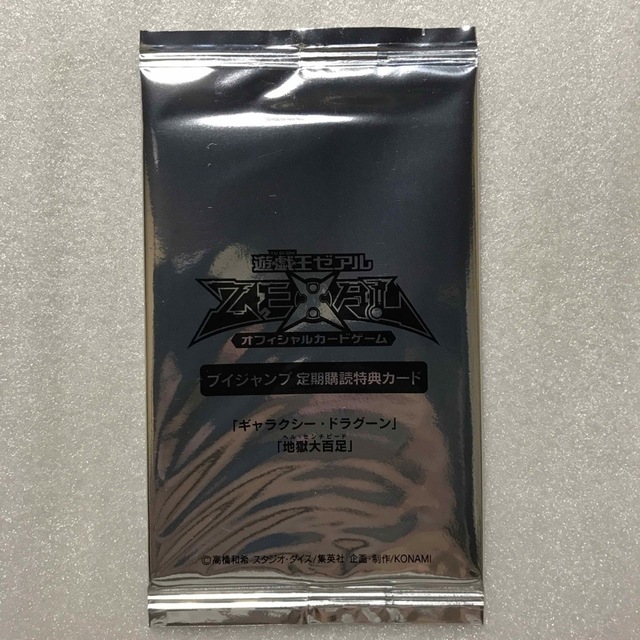 遊戯王ゼアル
ZEXAL
オフィシャルカードゲーム
ブイジャンプ 定期購読特典カード
「ギャラクシー・ドラグーン」
ヘル・センチピード
「地獄大百足」
©高橋和希 スタジオ・ダイス/集英社 企画・制作/KONAMI